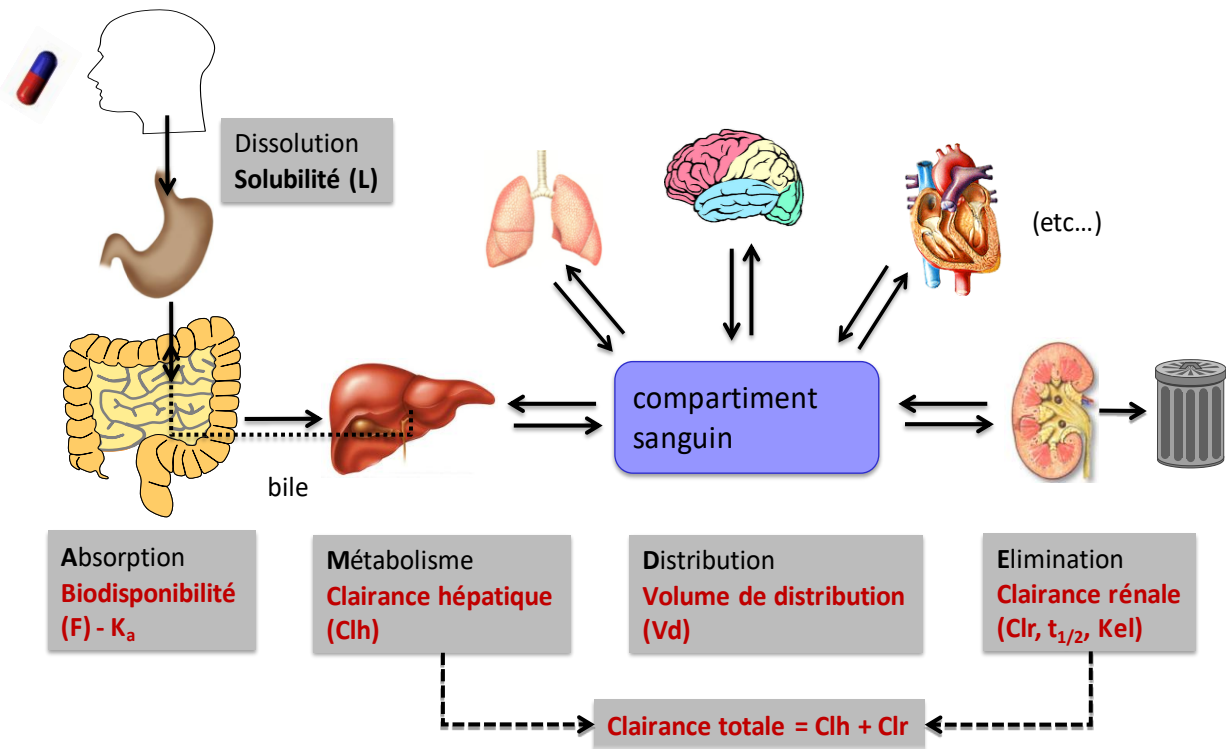 Dissolution
Solubilité (L)
(etc...)
compartiment
sanguin
bile
Absorption
Biodisponibilité
(F) - Ka
Métabolisme
Clairance hépatique
(Clh)
Distribution
Volume de distribution
(Vd)
Elimination
Clairance rénale
(Clr, t1/2, Kel)
Clairance totale = Clh + Clr